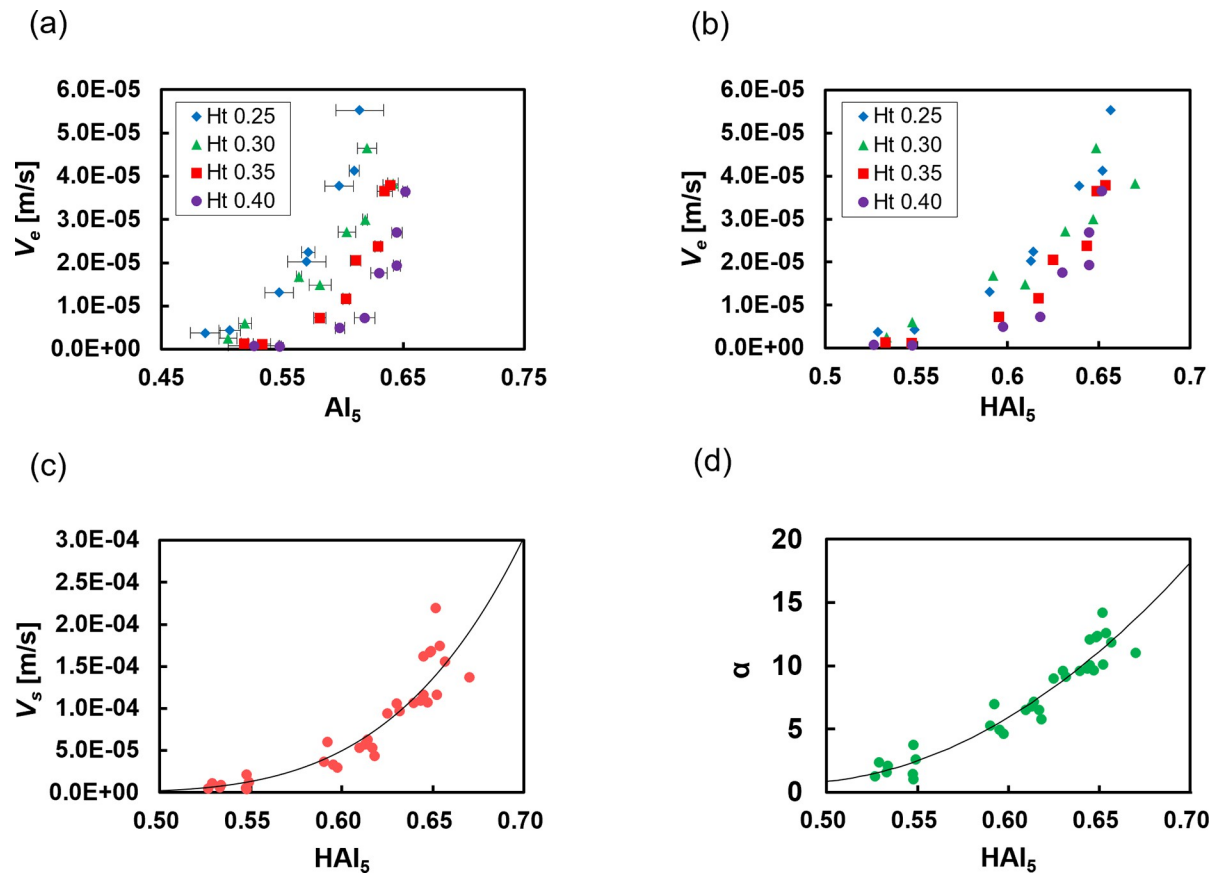 (a)
6.0E-05
5.0E-05
4.0E-05
3.0E-05
2.0E-05
1.0E-05
0.0E+00
V_e [m/s]
Ht 0.25
Ht 0.30
Ht 0.35
Ht 0.40
0.45 0.55 0.65 0.75
AI₅
(b)
6.0E-05
5.0E-05
4.0E-05
3.0E-05
2.0E-05
1.0E-05
0.0E+00
V_e [m/s]
Ht 0.25
Ht 0.30
Ht 0.35
Ht 0.40
0.5 0.55 0.6 0.65 0.7
HAI₅
(c)
3.0E-04
2.5E-04
2.0E-04
1.5E-04
1.0E-04
5.0E-05
0.0E+00
V_s [m/s]
0.50 0.55 0.60 0.65 0.70
HAI₅
(d)
20
15
10
5
0
α
0.50 0.55 0.60 0.65 0.70
HAI₅